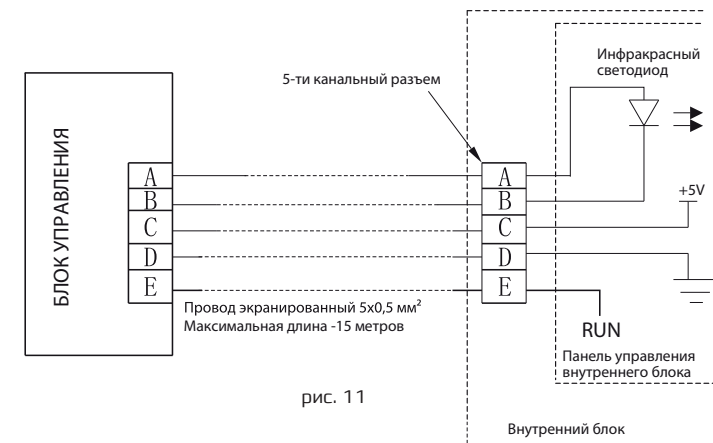 Инфракрасный
светодиод
5-ти канальный разъем
БЛОК УПРАВЛЕНИЯ
A A
B B
C C
D D
E E
+5V
Провод экранированный 5x0,5 мм²
Максимальная длина -15 метров
RUN
Панель управления
внутреннего блока
рис. 11
Внутренний блок